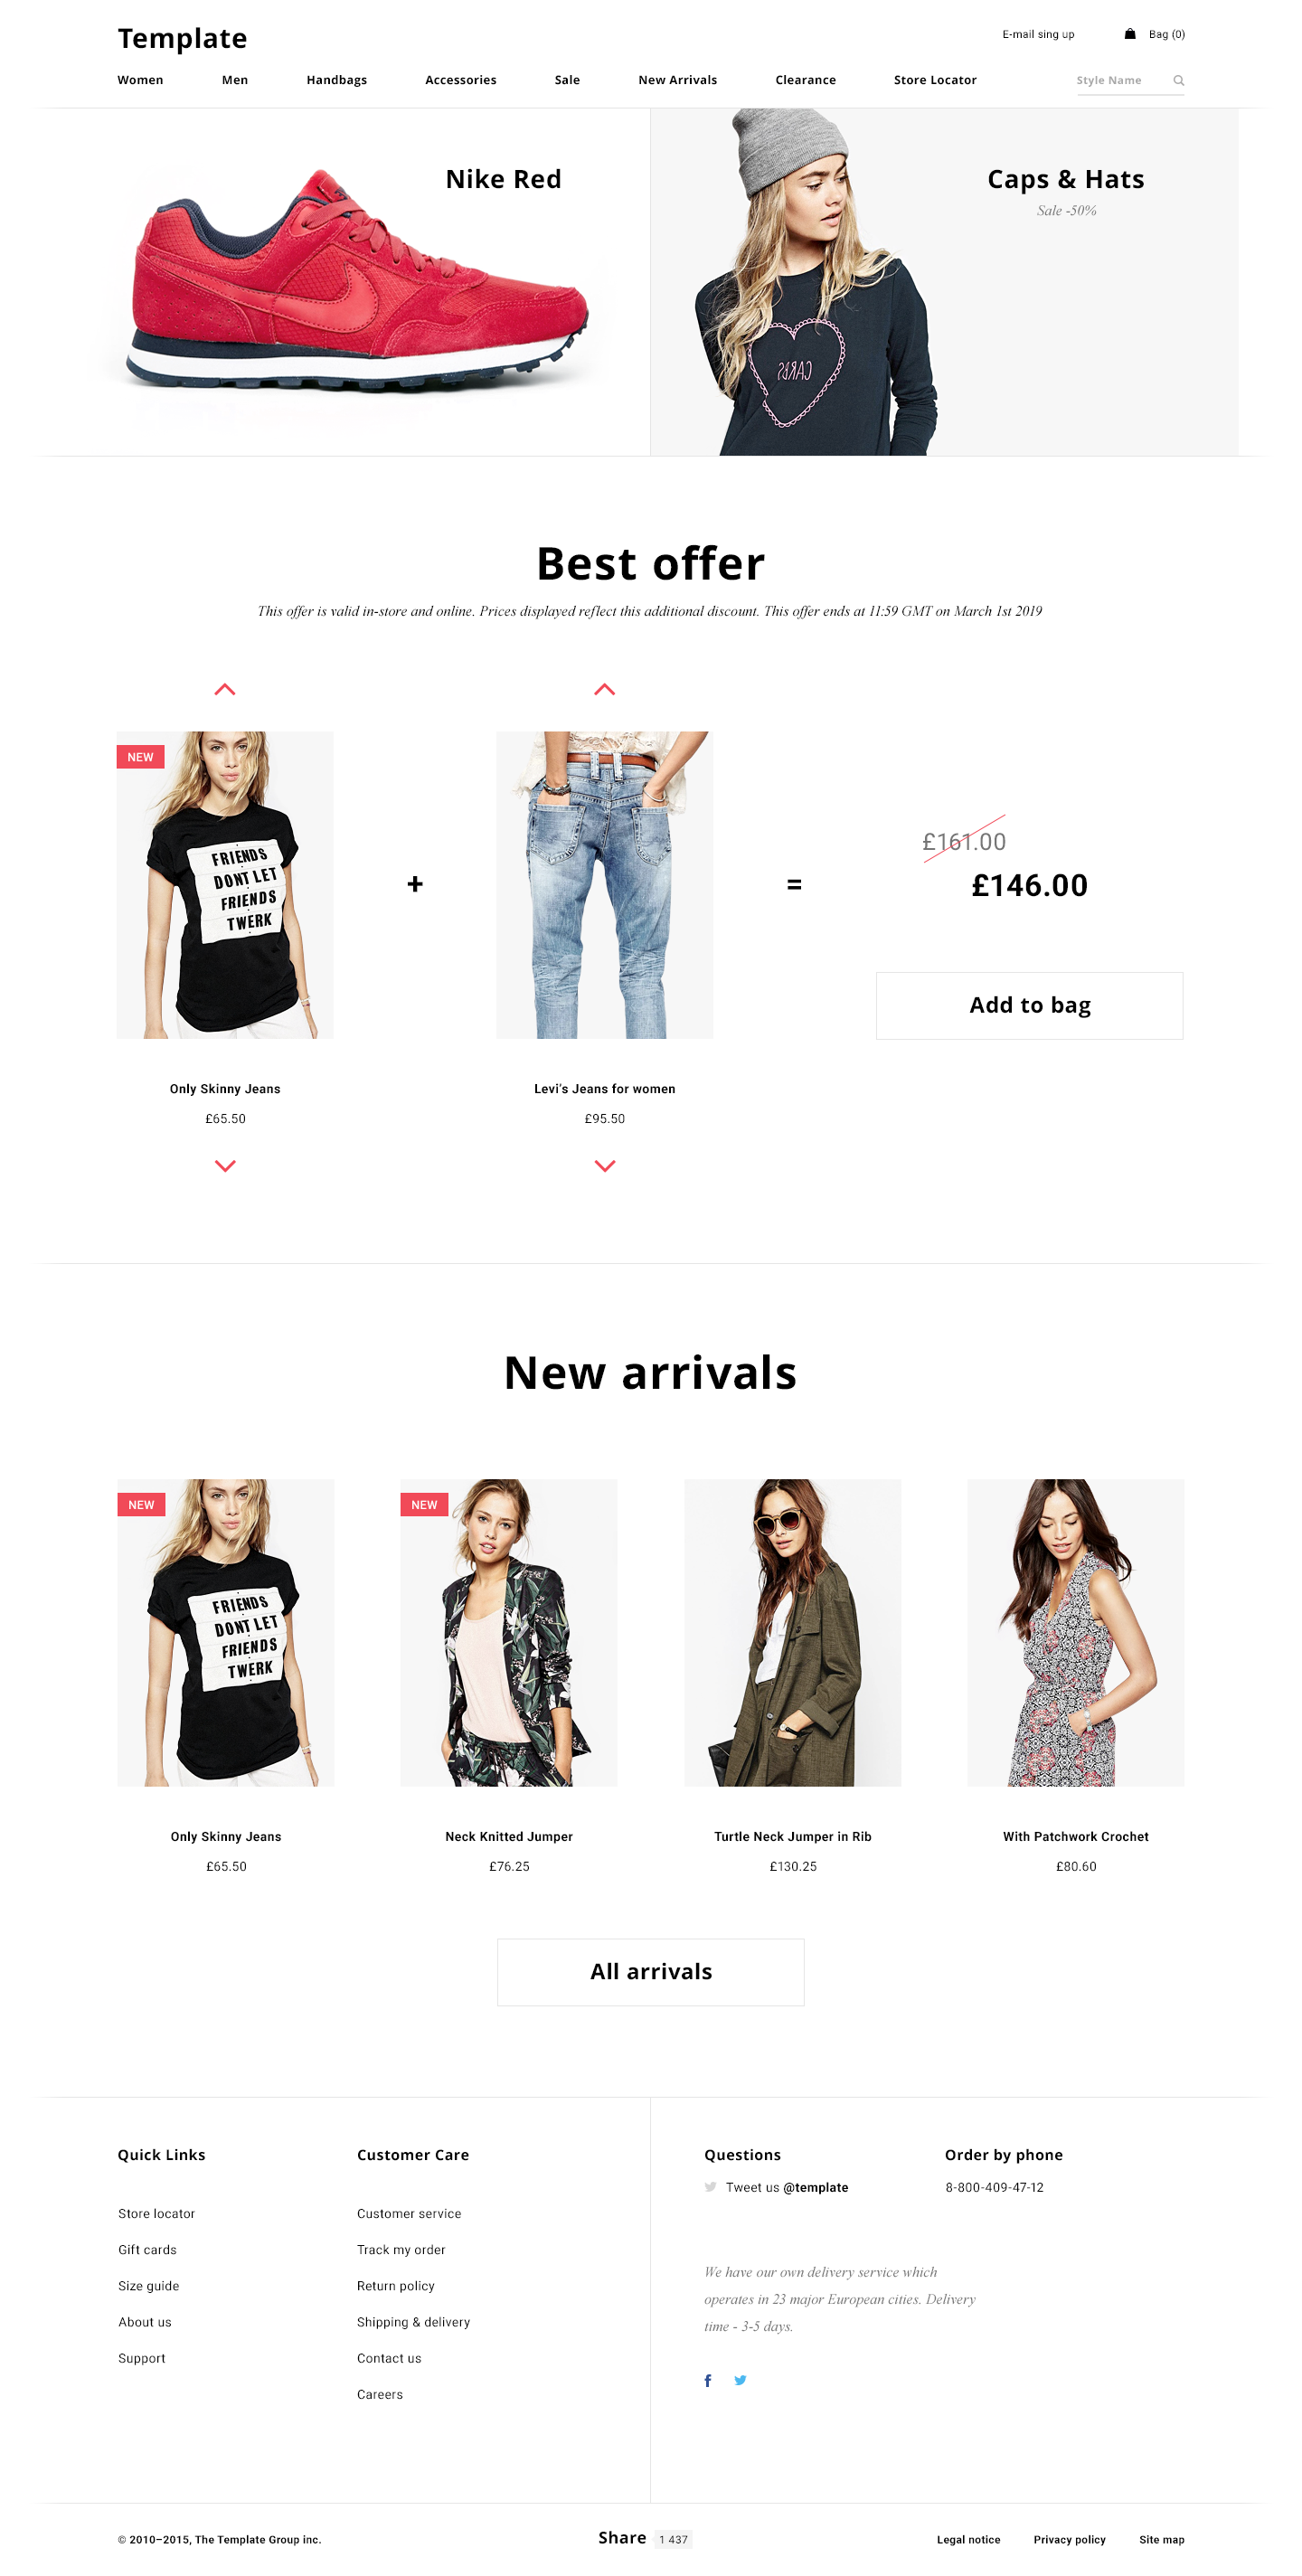 Template
E-mail sing up
Bag (0)
Women Men Handbags Accessories Sale New Arrivals Clearance Store Locator Style Name
Nike Red
Caps & Hats
Sale -50%
Best offer
This offer is valid in-store and online. Prices displayed reflect this additional discount. This offer ends at 11:59 GMT on March 1st 2019
NEW
FRIENDS
DONT LET
FRIENDS
TWERK
+
=
£161.00
£146.00
Add to bag
Only Skinny Jeans
£65.50
Levi's Jeans for women
£95.50
New arrivals
NEW
FRIENDS
DONT LET
FRIENDS
TWERK
NEW
Only Skinny Jeans
£65.50
Neck Knitted Jumper
£76.25
Turtle Neck Jumper in Rib
£130.25
With Patchwork Crochet
£80.60
All arrivals
Quick Links
Store locator
Gift cards
Size guide
About us
Support
Customer Care
Customer service
Track my order
Return policy
Shipping & delivery
Contact us
Careers
Questions
Tweet us @template
Order by phone
8-800-409-47-12
We have our own delivery service which
operates in 23 major European cities. Delivery
time - 3-5 days.
© 2010–2015, The Template Group inc.
Share 1 437
Legal notice Privacy policy Site map